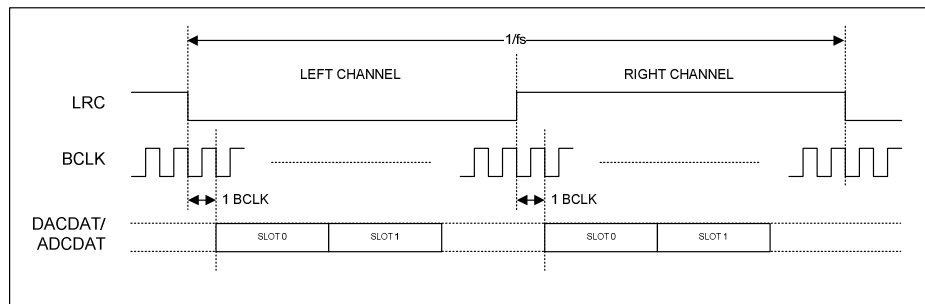 1/fs
LEFT CHANNEL
RIGHT CHANNEL
LRC
BCLK
1 BCLK
1 BCLK
DACDAT/
ADCDAT
SLOT 0
SLOT 1
SLOT 0
SLOT 1